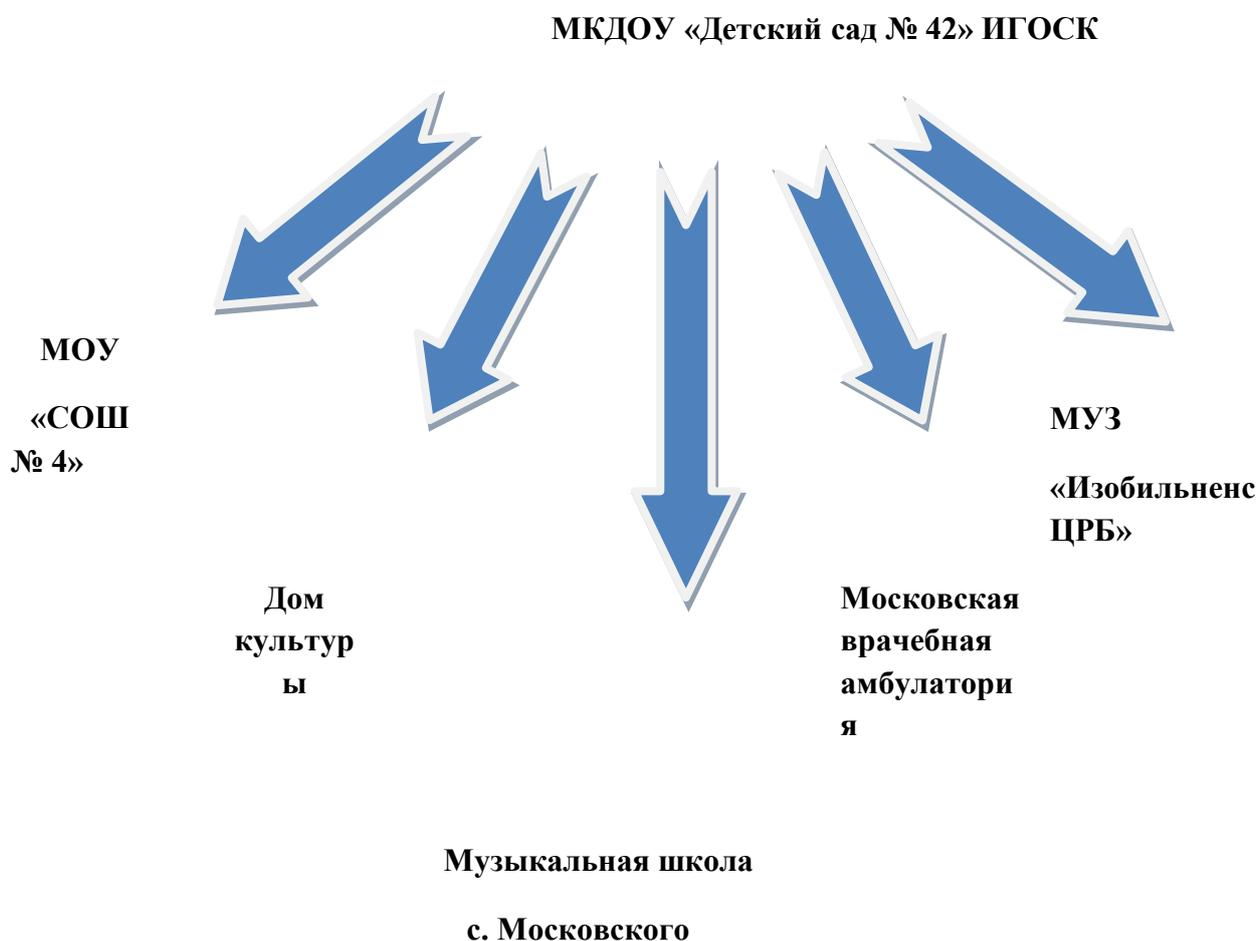 МКДОУ «Детский сад № 42» ИГОСК
МОУ
«СОШ
№ 4»
Дом
культур
ы
Музыкальная школа
с. Московского
Московская
врачебная
амбулатори
я
МУЗ
«Изобильненс
ЦРБ»